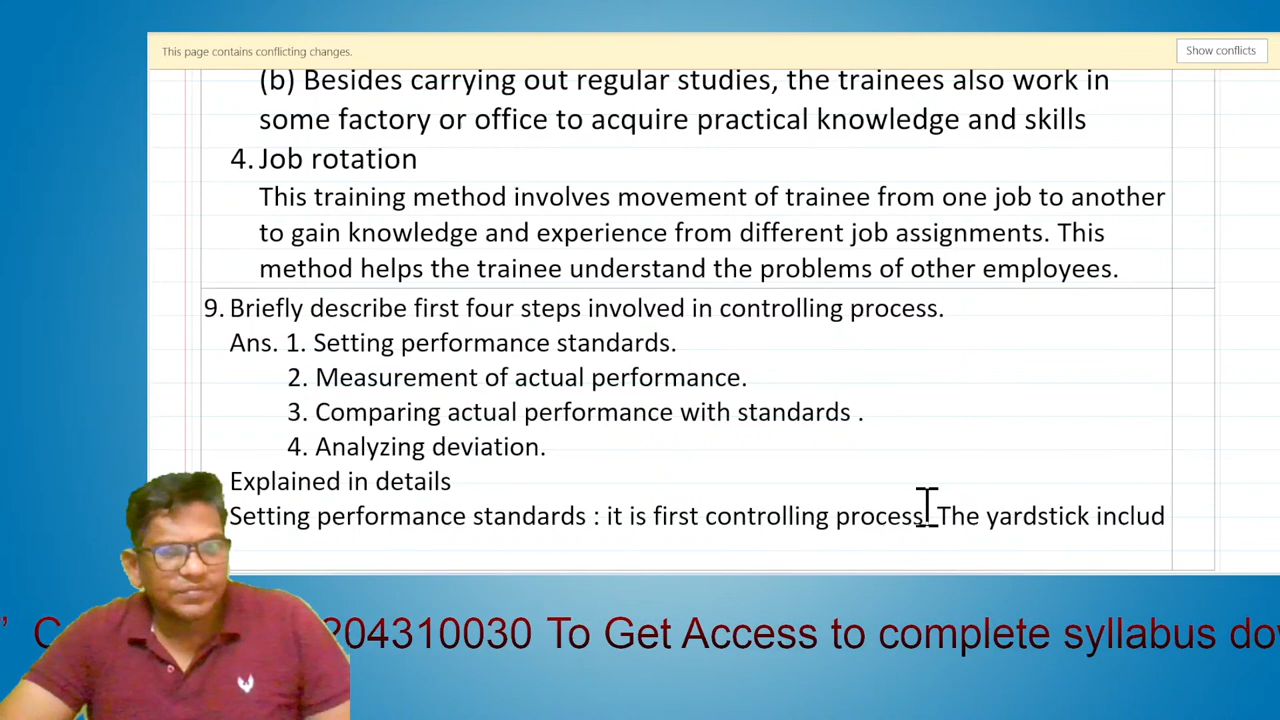 This page contains conflicting changes.
Show conflicts
(b) Besides carrying out regular studies, the trainees also work in
some factory or office to acquire practical knowledge and skills
4. Job rotation
This training method involves movement of trainee from one job to another
to gain knowledge and experience from different job assignments. This
method helps the trainee understand the problems of other employees.
9. Briefly describe first four steps involved in controlling process.
Ans. 1. Setting performance standards.
2. Measurement of actual performance.
3. Comparing actual performance with standards .
4. Analyzing deviation.
Explained in details
Setting performance standards : it is first controlling process. The yardstick includ
204310030 To Get Access to complete syllabus do